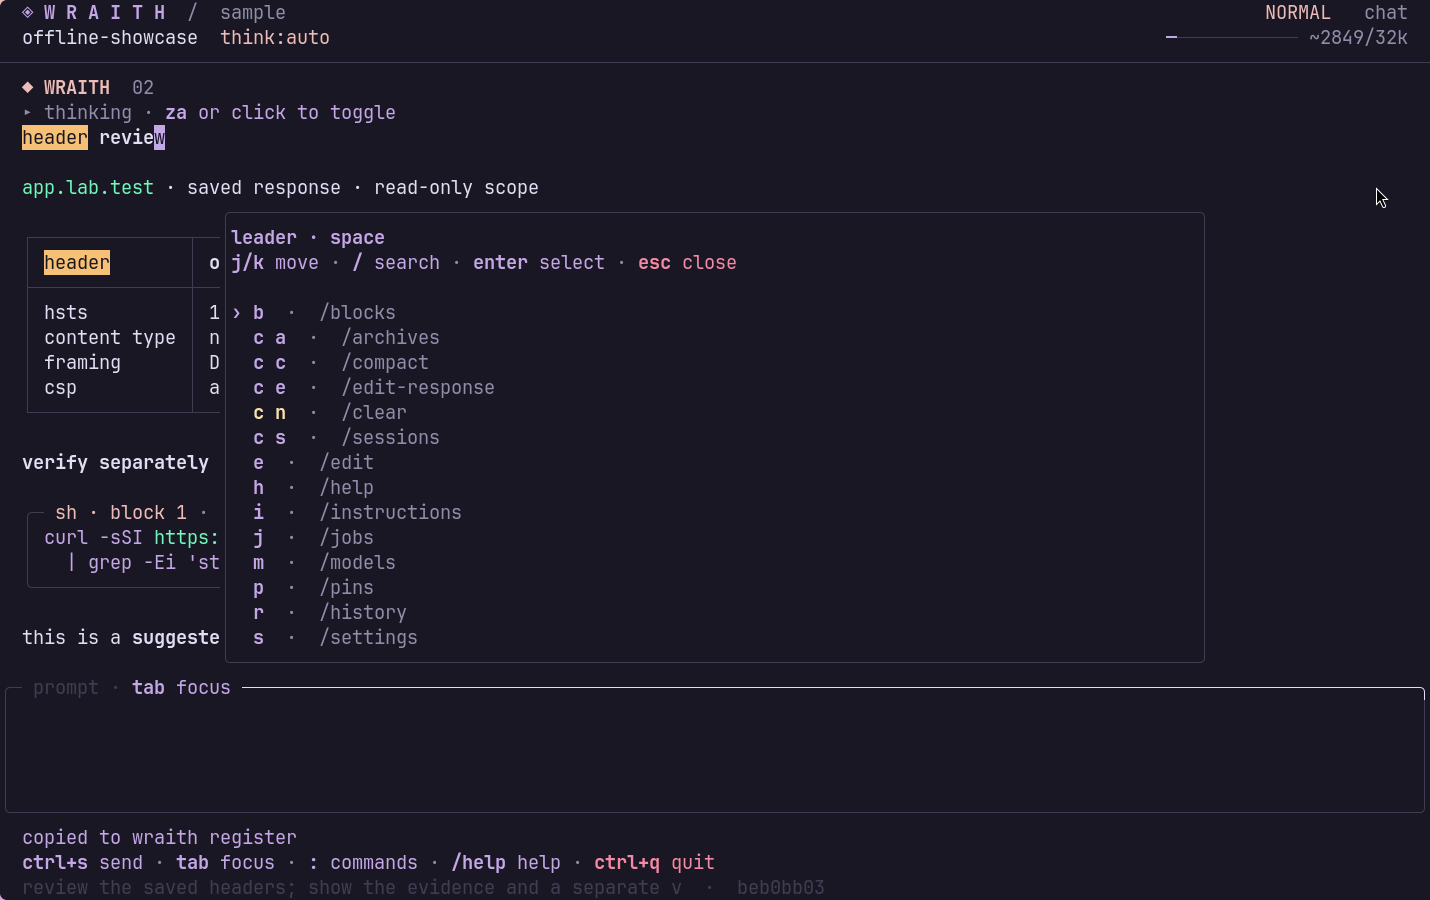 ◈ W R A I T H / sample NORMAL chat
offline-showcase think:auto ~2849/32k
◆ WRAITH 02
▸ thinking · za or click to toggle
header review
app.lab.test · saved response · read-only scope
leader · space
header o j/k move · / search · enter select · esc close
hsts 1 › b · /blocks
content type n c a · /archives
framing D c c · /compact
csp a c e · /edit-response
c n · /clear
c s · /sessions
verify separately e · /edit
h · /help
sh · block 1 · i · /instructions
curl -sSI https: j · /jobs
| grep -Ei 'st m · /models
p · /pins
r · /history
this is a suggeste s · /settings
prompt · tab focus
copied to wraith register
ctrl+s send · tab focus · : commands · /help help · ctrl+q quit
review the saved headers; show the evidence and a separate v · beb0bb03